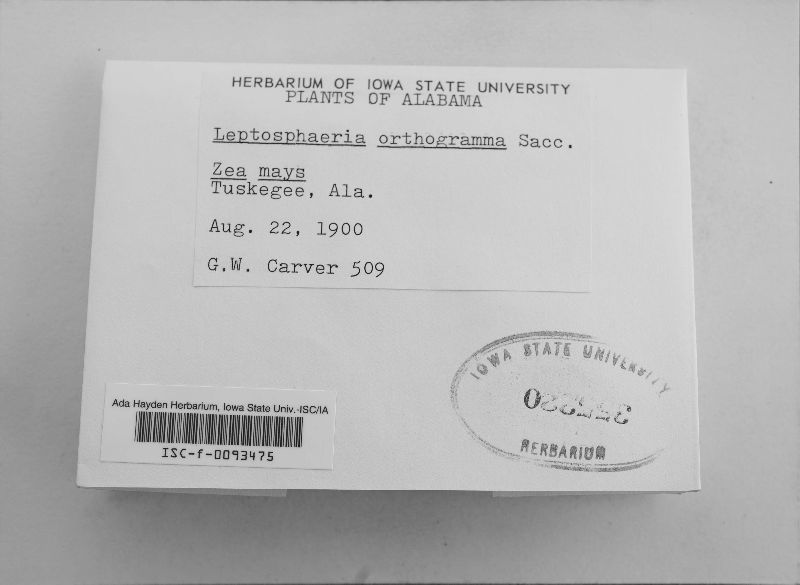 HERBARIUM OF IOWA STATE UNIVERSITY
PLANTS OF ALABAMA
Leptosphaeria orthogramma Sacc.
Zea mays
Tuskegee, Ala.
Aug. 22, 1900
G.W. Carver 509
IOWA STATE UNIVERSITY
HERBARIUM
Ada Hayden Herbarium, Iowa State Univ.-ISC/IA
ISC-f-0093475